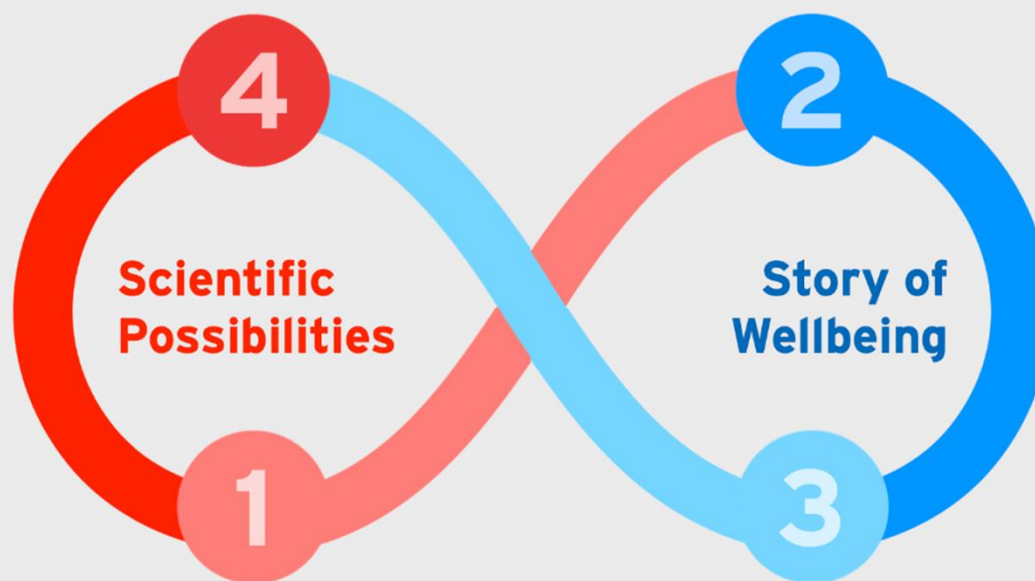 4
2
Scientific
Possibilities
Story of
Wellbeing
1
3